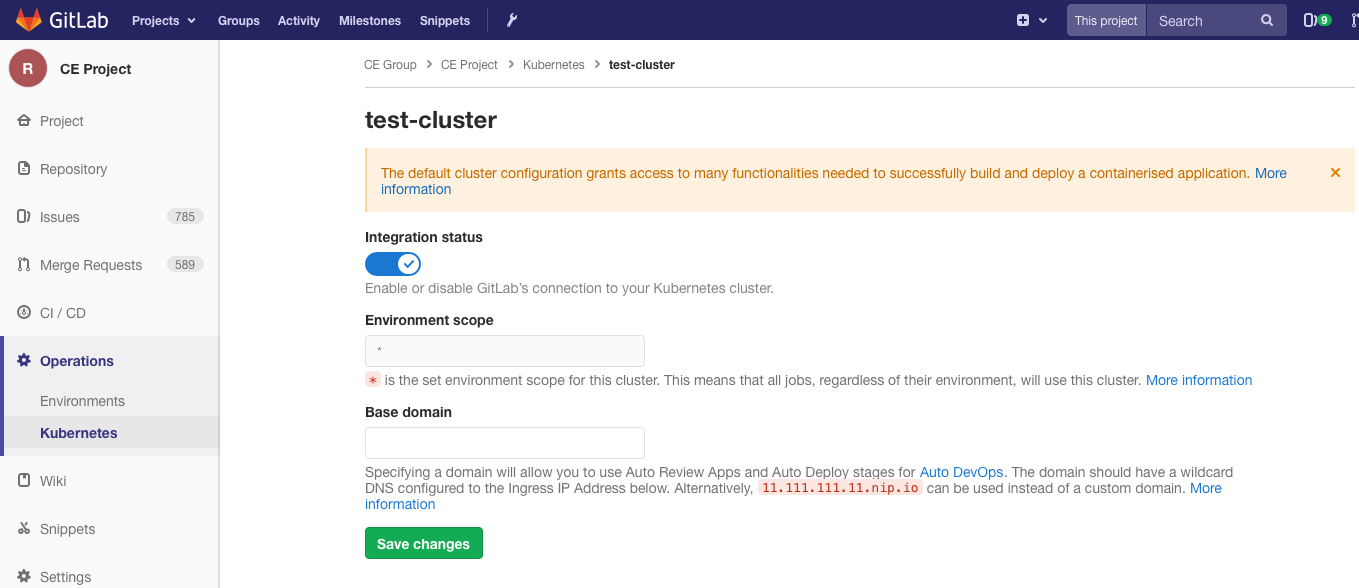 GitLab Projects Groups Activity Milestones Snippets This project Search 9
R CE Project
Project
Repository
Issues 785
Merge Requests 589
CI / CD
Operations
Environments
Kubernetes
Wiki
Snippets
Settings
CE Group > CE Project > Kubernetes > test-cluster
test-cluster
The default cluster configuration grants access to many functionalities needed to successfully build and deploy a containerised application. More
information
Integration status
Enable or disable GitLab's connection to your Kubernetes cluster.
Environment scope
*
* is the set environment scope for this cluster. This means that all jobs, regardless of their environment, will use this cluster. More information
Base domain
Specifying a domain will allow you to use Auto Review Apps and Auto Deploy stages for Auto DevOps. The domain should have a wildcard
DNS configured to the Ingress IP Address below. Alternatively, 11.111.111.11.nip.io can be used instead of a custom domain. More
information
Save changes